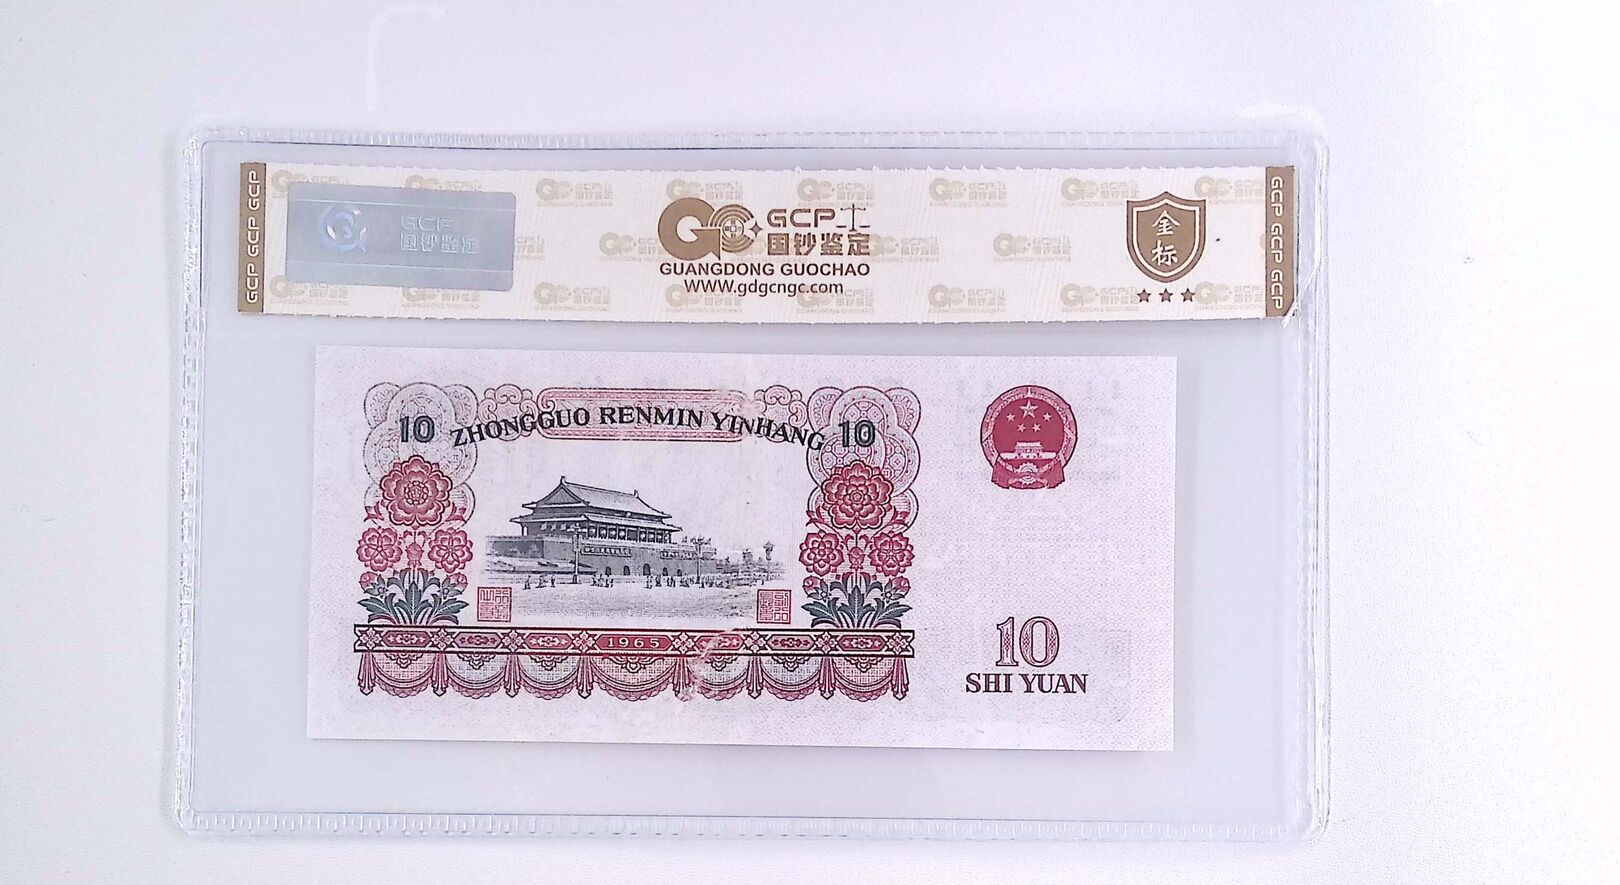 GCP GCP GCP
GCP
国钞鉴定
GCP
国钞鉴定
GUANGDONG GUOCHAO
www.gdgcngc.com
金标
GCP GCP GCP
10 ZHONGGUO RENMIN YINHANG 10
1965
10
SHI YUAN